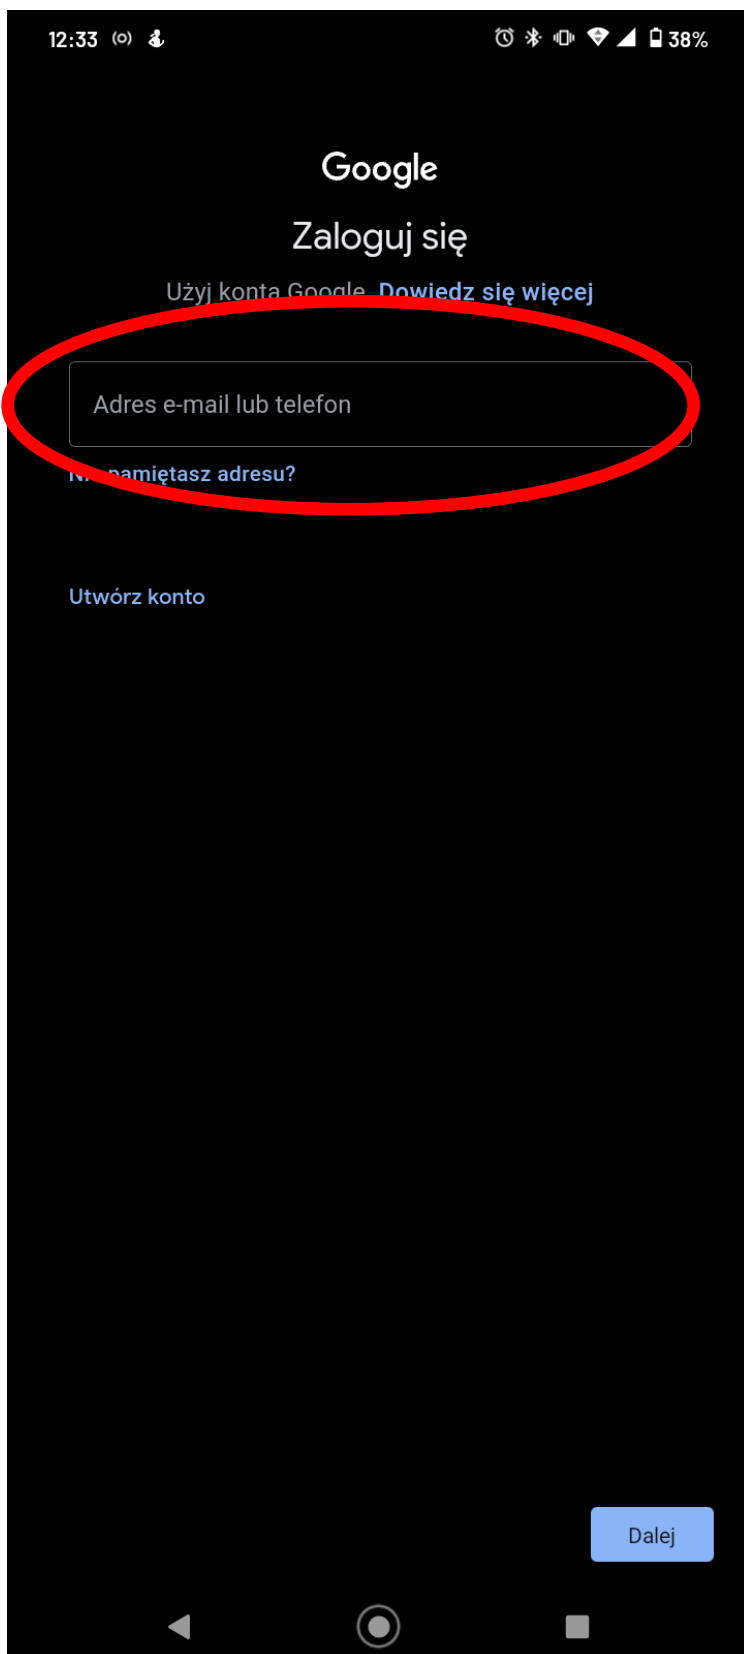 12:33 38%
Google
Zaloguj się
Użyj konta Google. Dowiedz się więcej
Adres e-mail lub telefon
Nie pamiętasz adresu?
Utwórz konto
Dalej